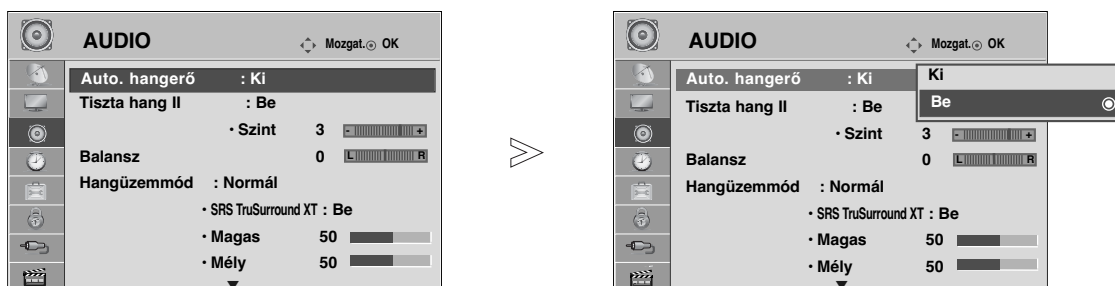 AUDIO
Mozgat. OK
Auto. hangerő : Ki
Tiszta hang II : Be
• Szint 3 - +
Balansz 0 L R
Hangüzemmód : Normál
• SRS TruSurround XT : Be
• Magas 50
• Mély 50
AUDIO
Mozgat. OK
Auto. hangerő : Ki
Ki
Be
Tiszta hang II : Be
• Szint 3 - +
Balansz 0 L R
Hangüzemmód : Normál
• SRS TruSurround XT : Be
• Magas 50
• Mély 50